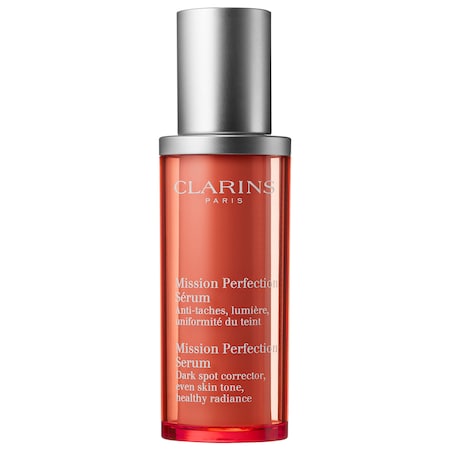 CLARINS
PARIS
Mission Perfection
Sérum
Anti-taches, lumière,
uniformité du teint
Mission Perfection
Serum
Dark spot corrector,
even skin tone,
healthy radiance